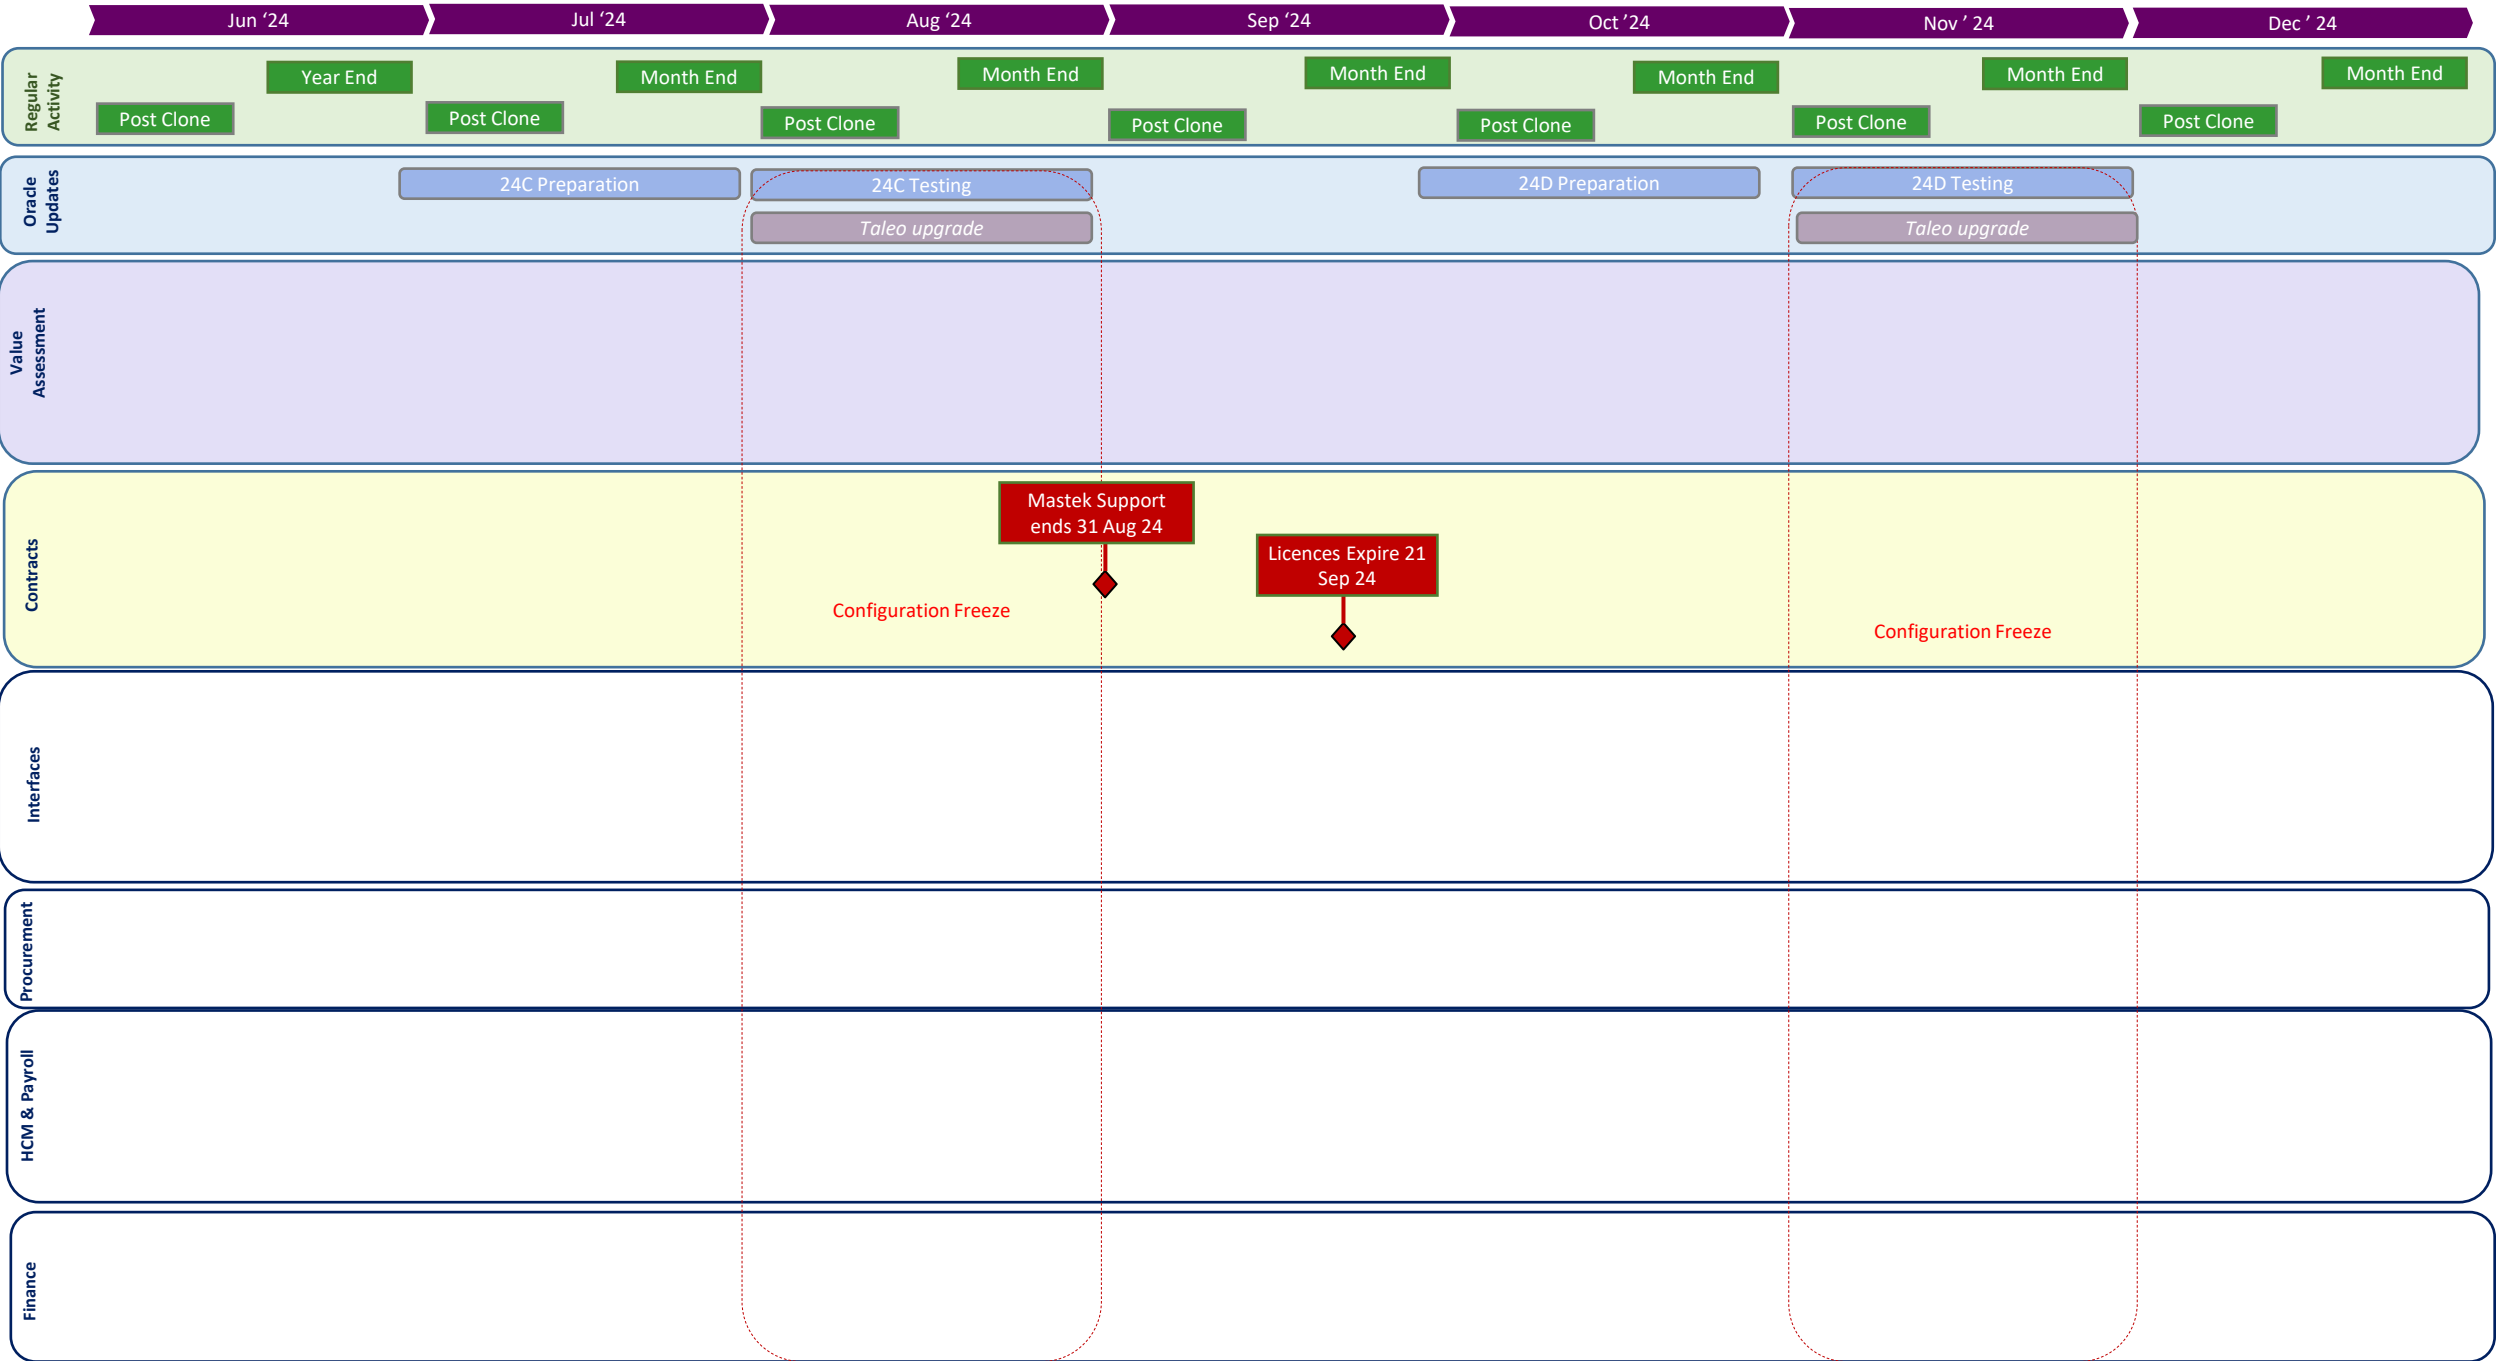 Jun ‘24
Jul ‘24
Aug ‘24
Sep ‘24
Oct ’24
Nov ’ 24
Dec ’ 24
Regular
Activity
Year End
Month End
Month End
Month End
Month End
Month End
Month End
Post Clone
Post Clone
Post Clone
Post Clone
Post Clone
Post Clone
Post Clone
Oracle
Updates
24C Preparation
24C Testing
24D Preparation
24D Testing
Taleo upgrade
Taleo upgrade
Value
Assessment
Contracts
Mastek Support
ends 31 Aug 24
Licences Expire 21
Sep 24
Configuration Freeze
Configuration Freeze
Interfaces
Procurement
HCM & Payroll
Finance